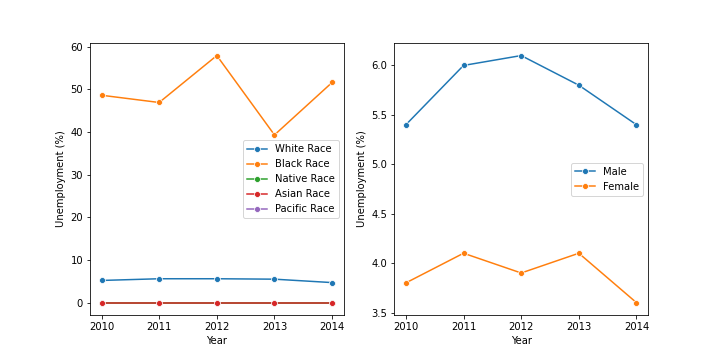 60
50
40
30
20
10
0
Unemployment (%)
2010 2011 2012 2013 2014
Year
White Race
Black Race
Native Race
Asian Race
Pacific Race
6.0
5.5
5.0
4.5
4.0
3.5
Unemployment (%)
2010 2011 2012 2013 2014
Year
Male
Female